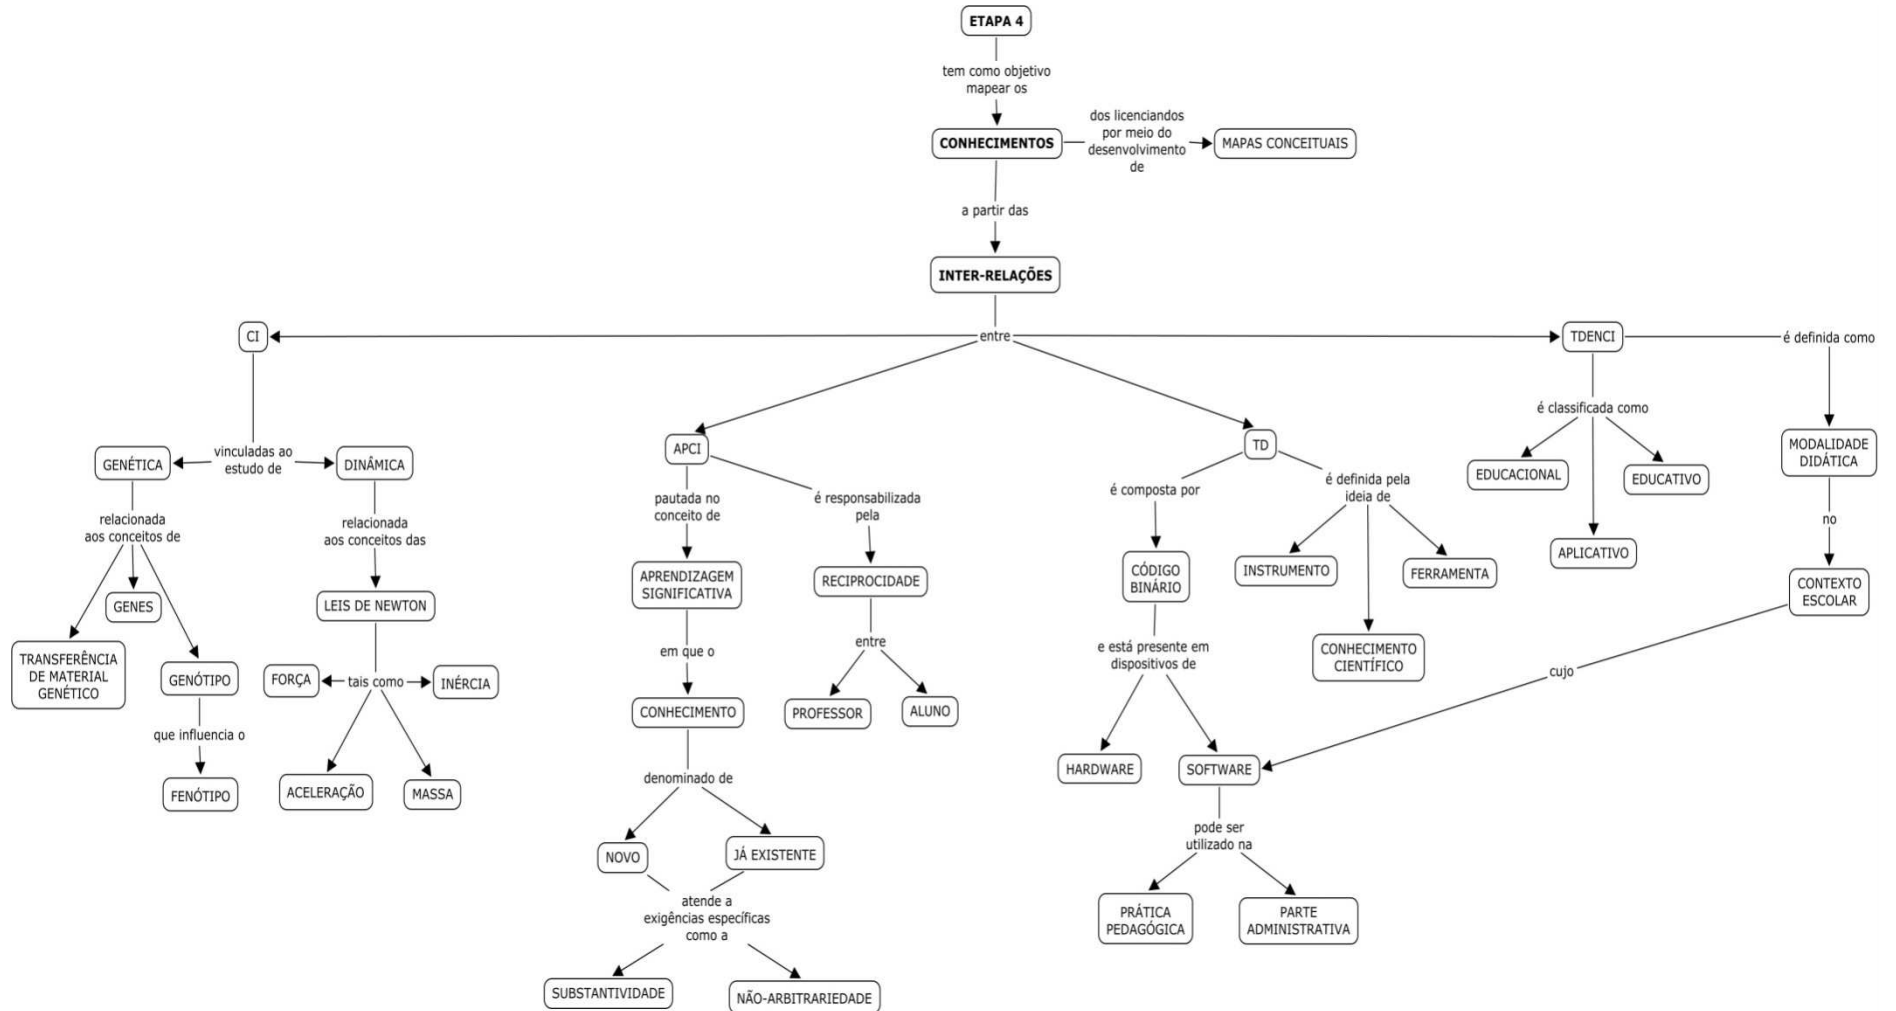 ETAPA 4
tem como objetivo
mapear os
CONHECIMENTOS
dos licenciandos
por meio do
desenvolvimento
de
MAPAS CONCEITUAIS
a partir das
INTER-RELAÇÕES
entre
CI
vinculadas ao
estudo de
GENÉTICA
relacionada
aos conceitos de
TRANSFERÊNCIA
DE MATERIAL
GENÉTICO
GENES
GENÓTIPO
que influencia o
FENÓTIPO
DINÂMICA
relacionada
aos conceitos das
LEIS DE NEWTON
tais como
FORÇA
INÉRCIA
ACELERAÇÃO
MASSA
APCI
pautada no
conceito de
APRENDIZAGEM
SIGNIFICATIVA
em que o
CONHECIMENTO
denominado de
NOVO
JÁ EXISTENTE
atende a
exigências específicas
como a
SUBSTANTIVIDADE
NÃO-ARBITRARIEDADE
é responsabilizada
pela
RECIPROCIDADE
entre
PROFESSOR
ALUNO
TD
é composta por
CÓDIGO
BINÁRIO
e está presente em
dispositivos de
HARDWARE
SOFTWARE
pode ser
utilizado na
PRÁTICA
PEDAGÓGICA
PARTE
ADMINISTRATIVA
é definida pela
ideia de
INSTRUMENTO
CONHECIMENTO
CIENTÍFICO
FERRAMENTA
TDENCI
é classificada como
EDUCACIONAL
APLICATIVO
EDUCATIVO
é definida como
MODALIDADE
DIDÁTICA
no
CONTEXTO
ESCOLAR
cujo